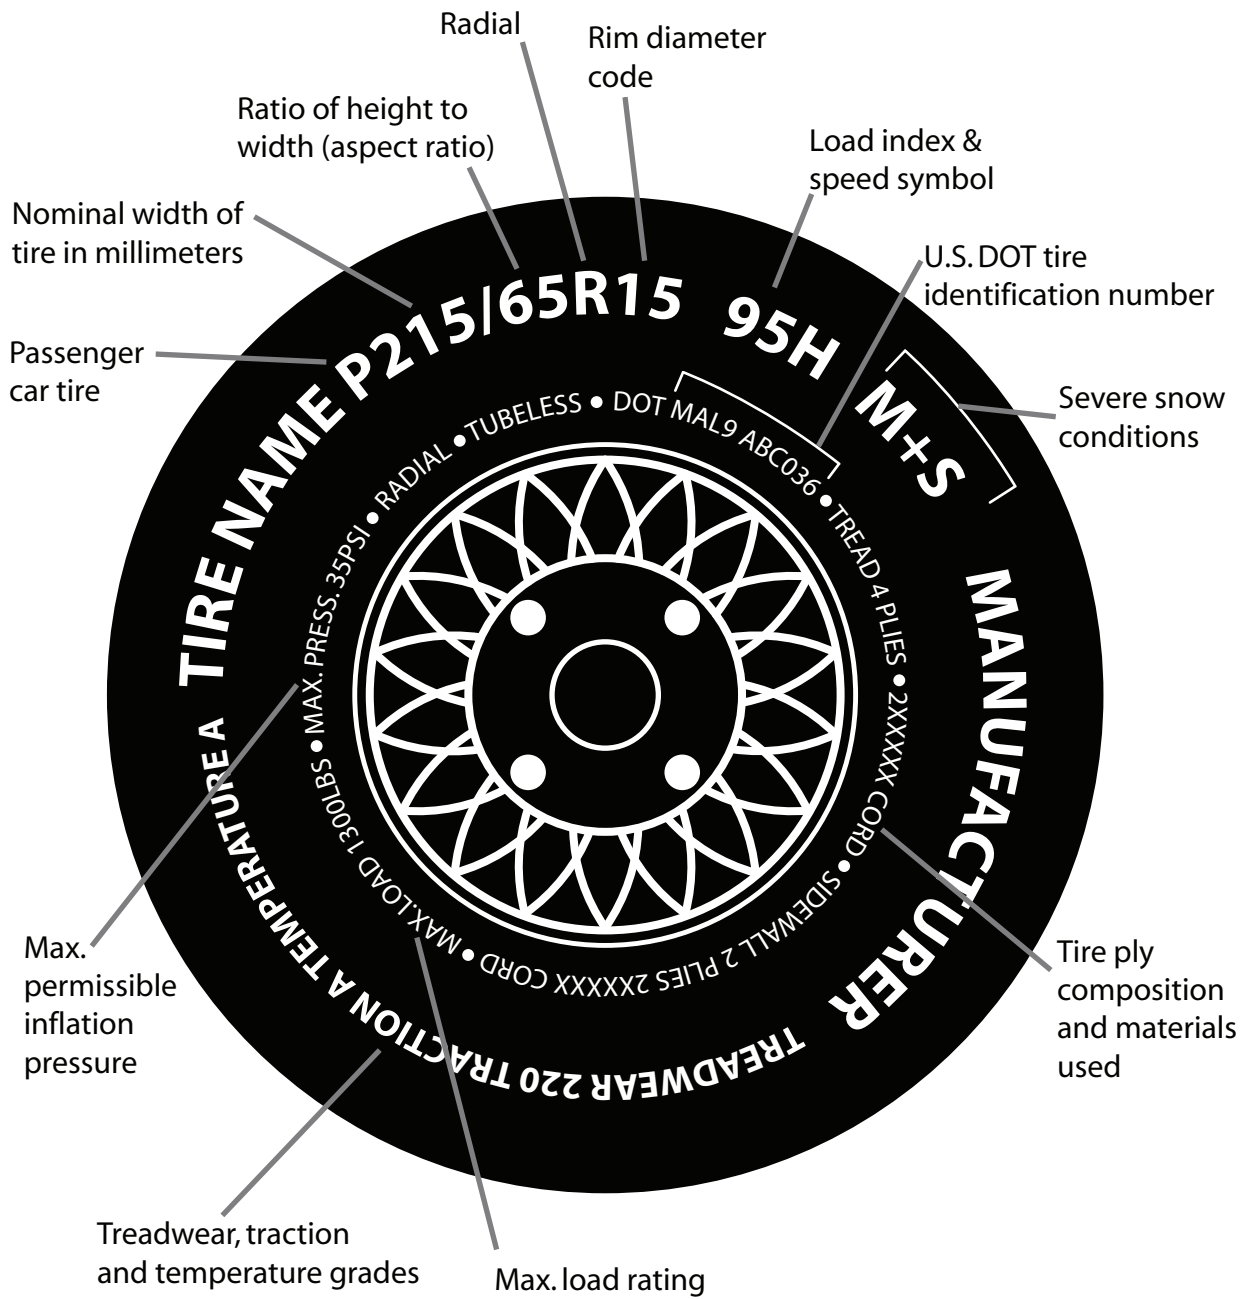 Radial
Rim diameter
code
Ratio of height to
width (aspect ratio)
Load index &
speed symbol
Nominal width of
tire in millimeters
U.S. DOT tire
identification number
Passenger
car tire
Severe snow
conditions
TIRE NAME P215/65R15 95H M+S
MANUFACTURER
TREADWEAR 220 TRACTION A TEMPERATURE A
MAX. PRESS. 35PSI • RADIAL • TUBELESS • DOT MAL9 ABC036 • TREAD 4 PLIES • 2XXXXX CORD • SIDEWALL 2 PLIES 2XXXXX CORD • MAX.LOAD 1300LBS •
Max.
permissible
inflation
pressure
Tire ply
composition
and materials
used
Treadwear, traction
and temperature grades
Max. load rating